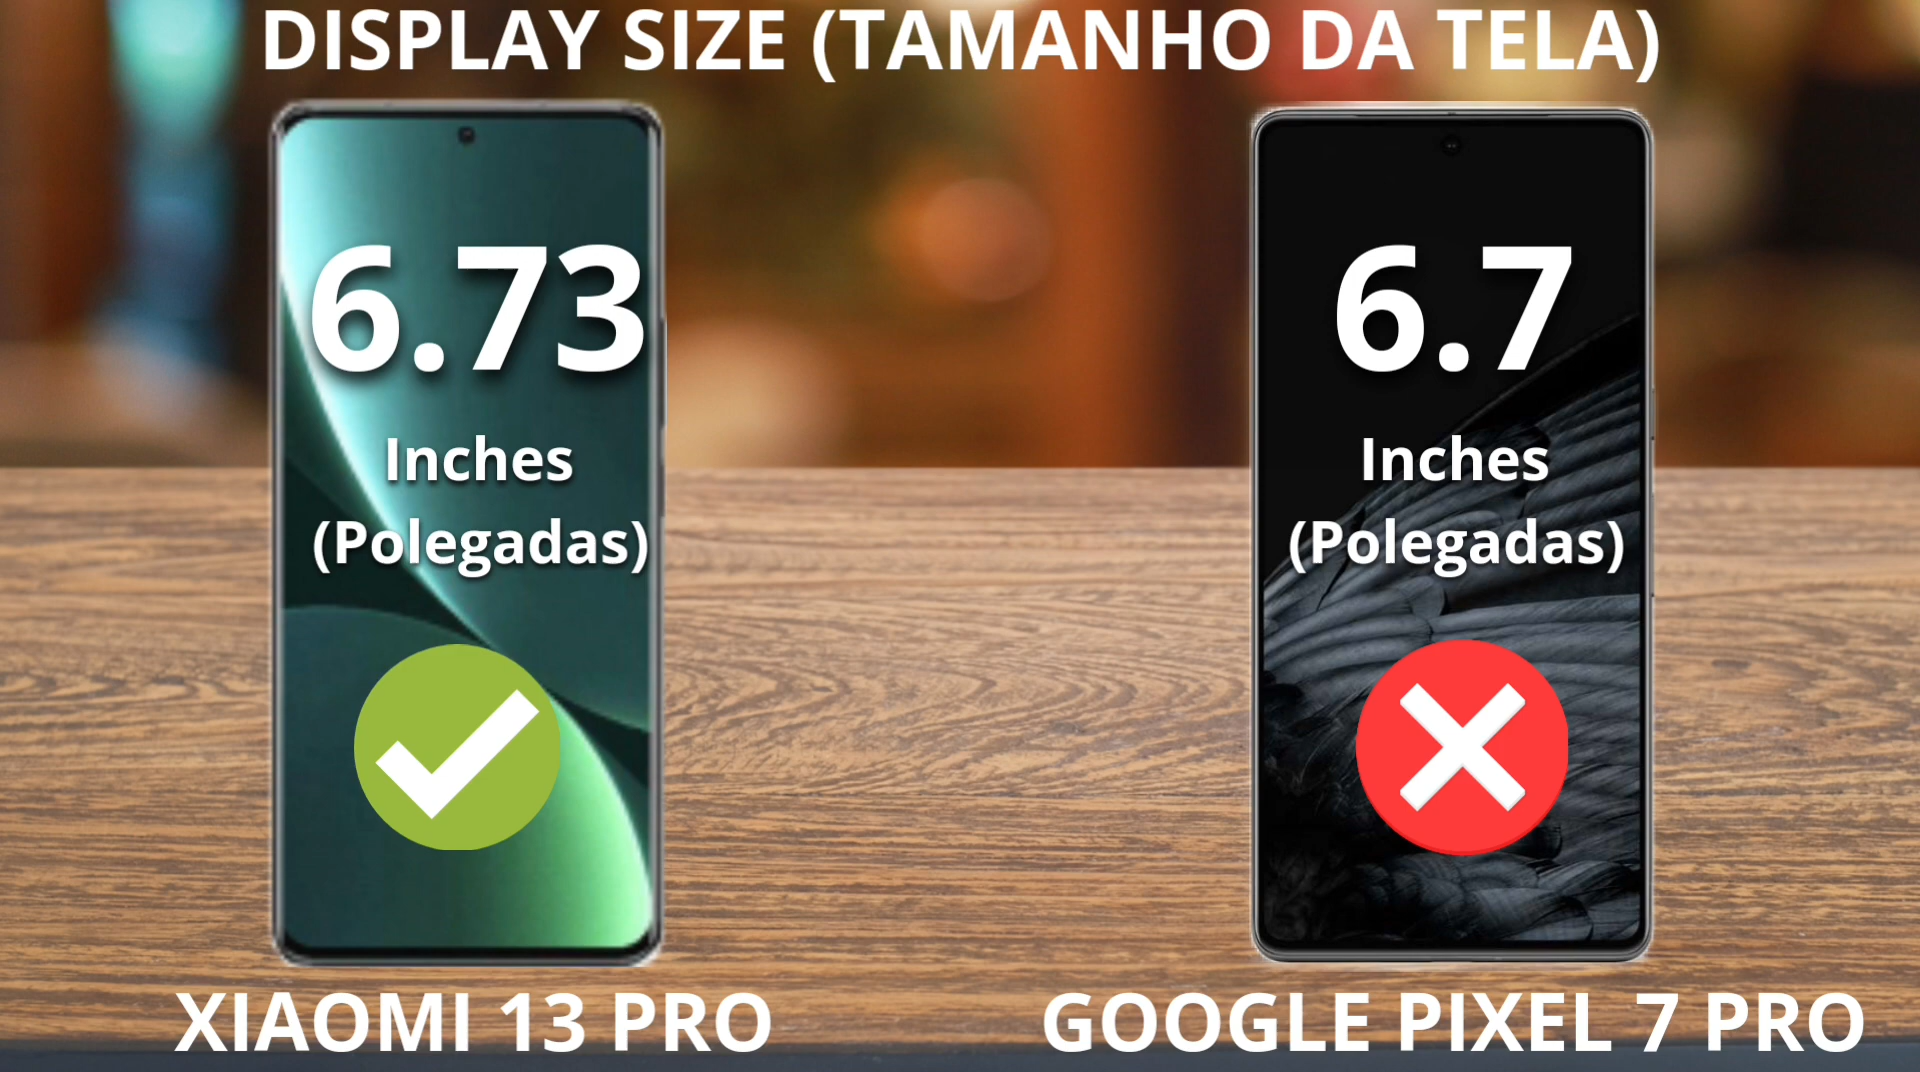 DISPLAY SIZE (TAMANHO DA TELA)
6.73
Inches
(Polegadas)
XIAOMI 13 PRO
6.7
Inches
(Polegadas)
GOOGLE PIXEL 7 PRO